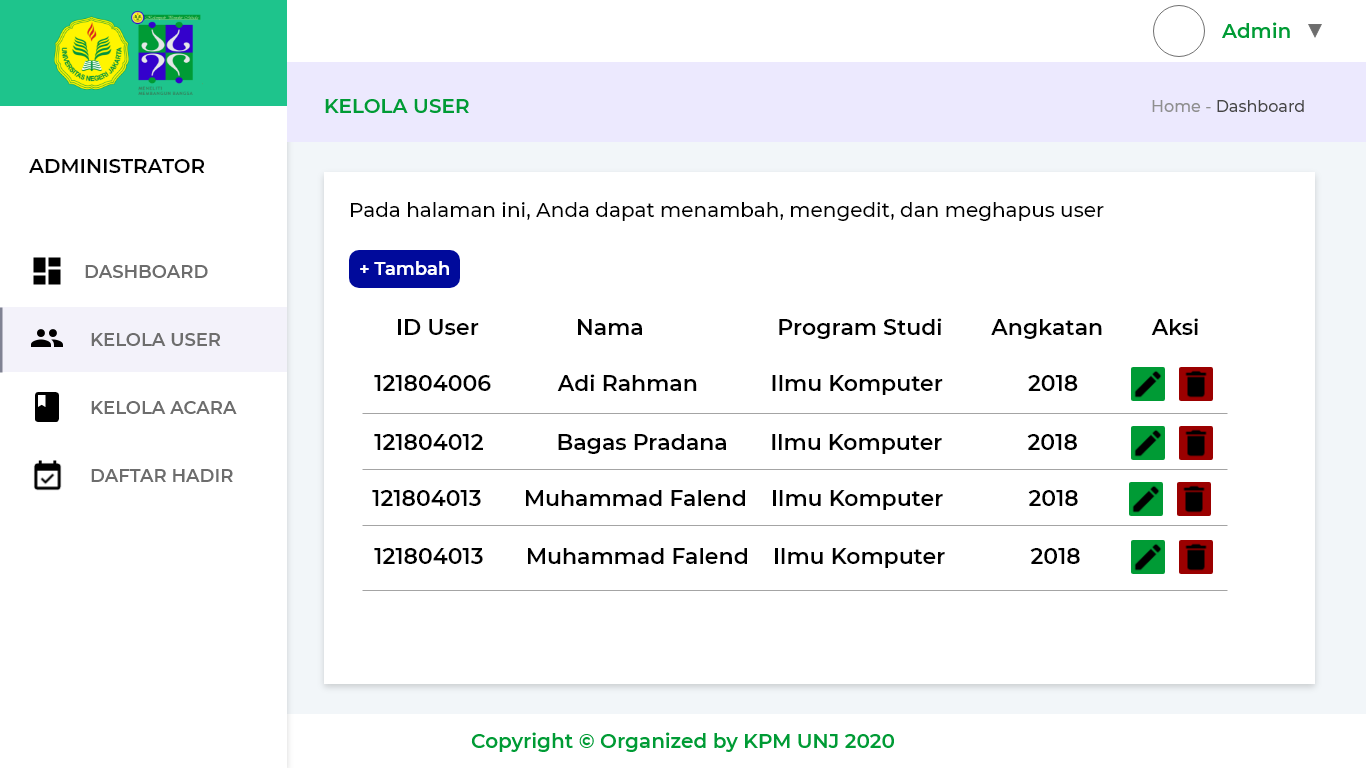 UNIVERSITAS NEGERI JAKARTA
Admin ▼
KELOLA USER
Home - Dashboard
ADMINISTRATOR
DASHBOARD
KELOLA USER
KELOLA ACARA
DAFTAR HADIR
Pada halaman ini, Anda dapat menambah, mengedit, dan meghapus user
+ Tambah
ID User Nama Program Studi Angkatan Aksi
121804006 Adi Rahman Ilmu Komputer 2018
121804012 Bagas Pradana Ilmu Komputer 2018
121804013 Muhammad Falend Ilmu Komputer 2018
121804013 Muhammad Falend Ilmu Komputer 2018
Copyright © Organized by KPM UNJ 2020